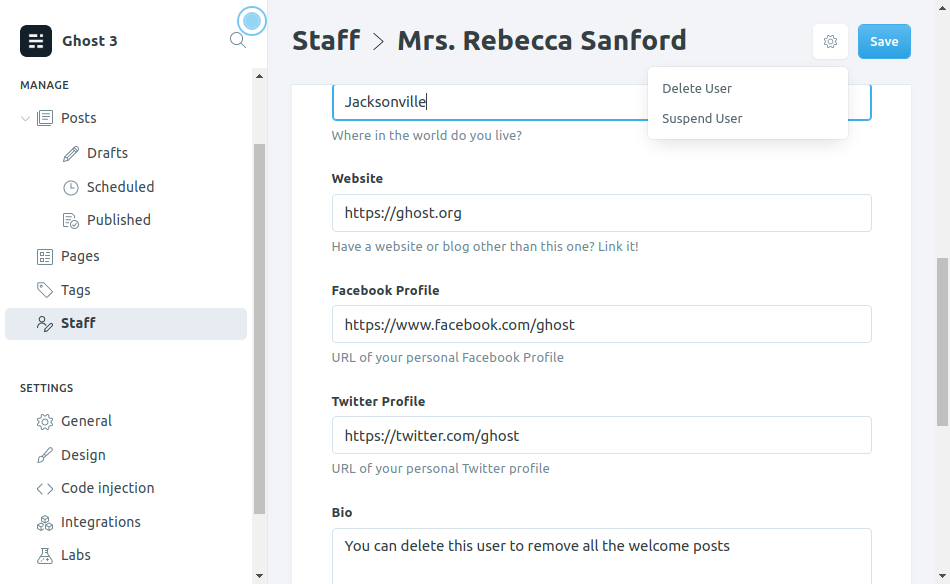 Ghost 3
MANAGE
Posts
Drafts
Scheduled
Published
Pages
Tags
Staff
SETTINGS
General
Design
Code injection
Integrations
Labs
Staff > Mrs. Rebecca Sanford
Save
Delete User
Suspend User
Jacksonville
Where in the world do you live?
Website
https://ghost.org
Have a website or blog other than this one? Link it!
Facebook Profile
https://www.facebook.com/ghost
URL of your personal Facebook Profile
Twitter Profile
https://twitter.com/ghost
URL of your personal Twitter profile
Bio
You can delete this user to remove all the welcome posts